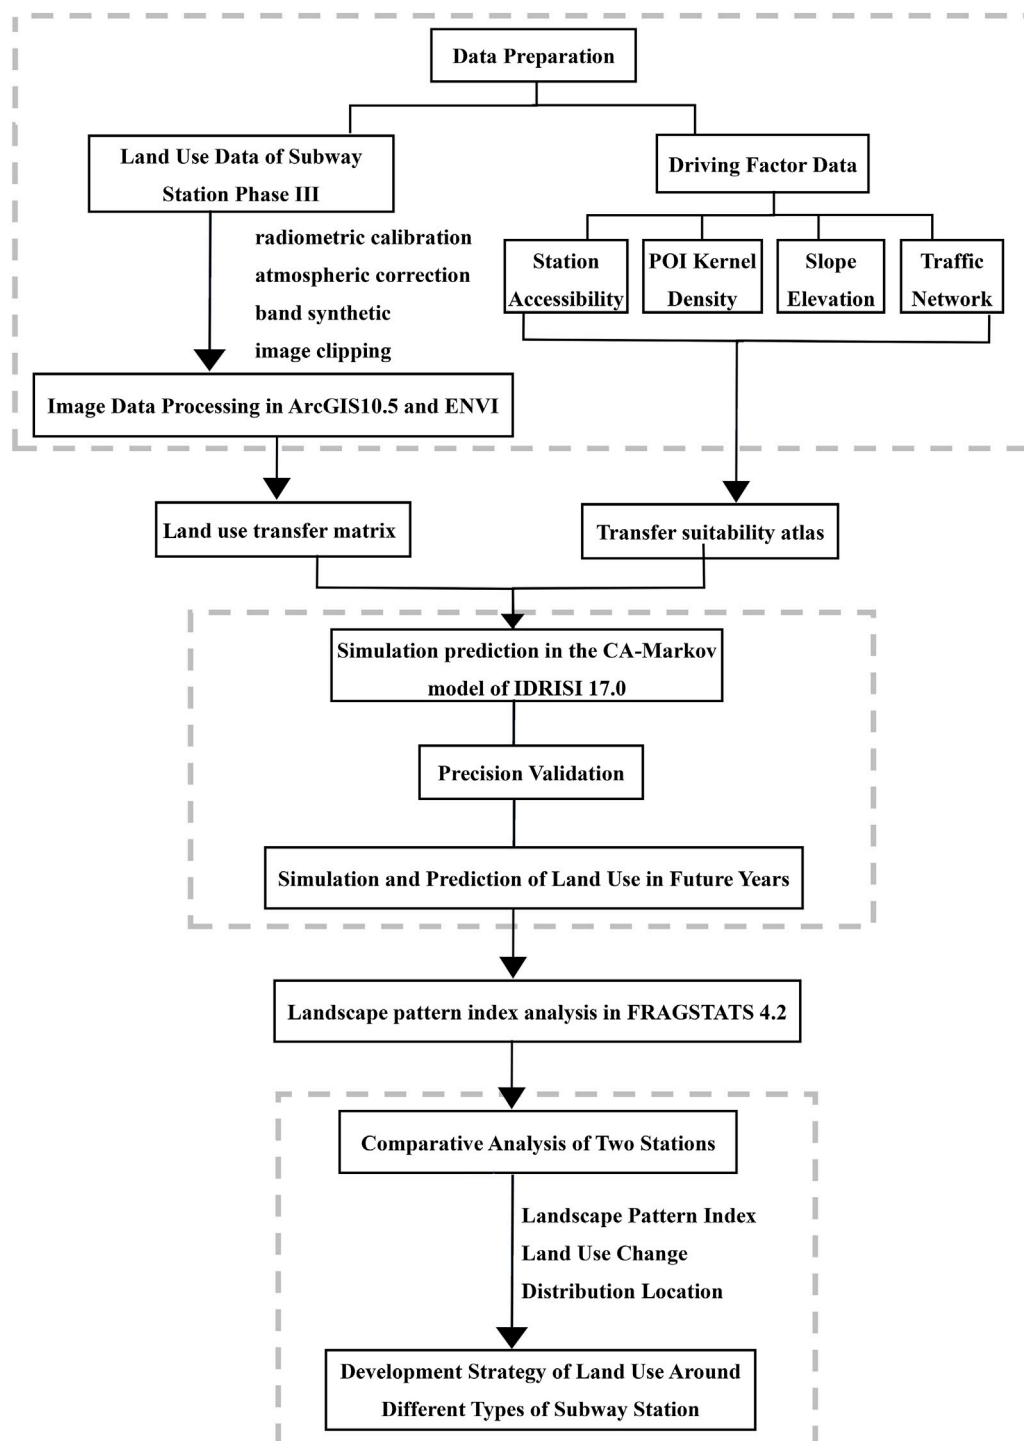 Data Preparation
Land Use Data of Subway
Station Phase III
Driving Factor Data
radiometric calibration
atmospheric correction
band synthetic
image clipping
Station
Accessibility
POI Kernel
Density
Slope
Elevation
Traffic
Network
Image Data Processing in ArcGIS10.5 and ENVI
Land use transfer matrix
Transfer suitability atlas
Simulation prediction in the CA-Markov
model of IDRISI 17.0
Precision Validation
Simulation and Prediction of Land Use in Future Years
Landscape pattern index analysis in FRAGSTATS 4.2
Comparative Analysis of Two Stations
Landscape Pattern Index
Land Use Change
Distribution Location
Development Strategy of Land Use Around
Different Types of Subway Station